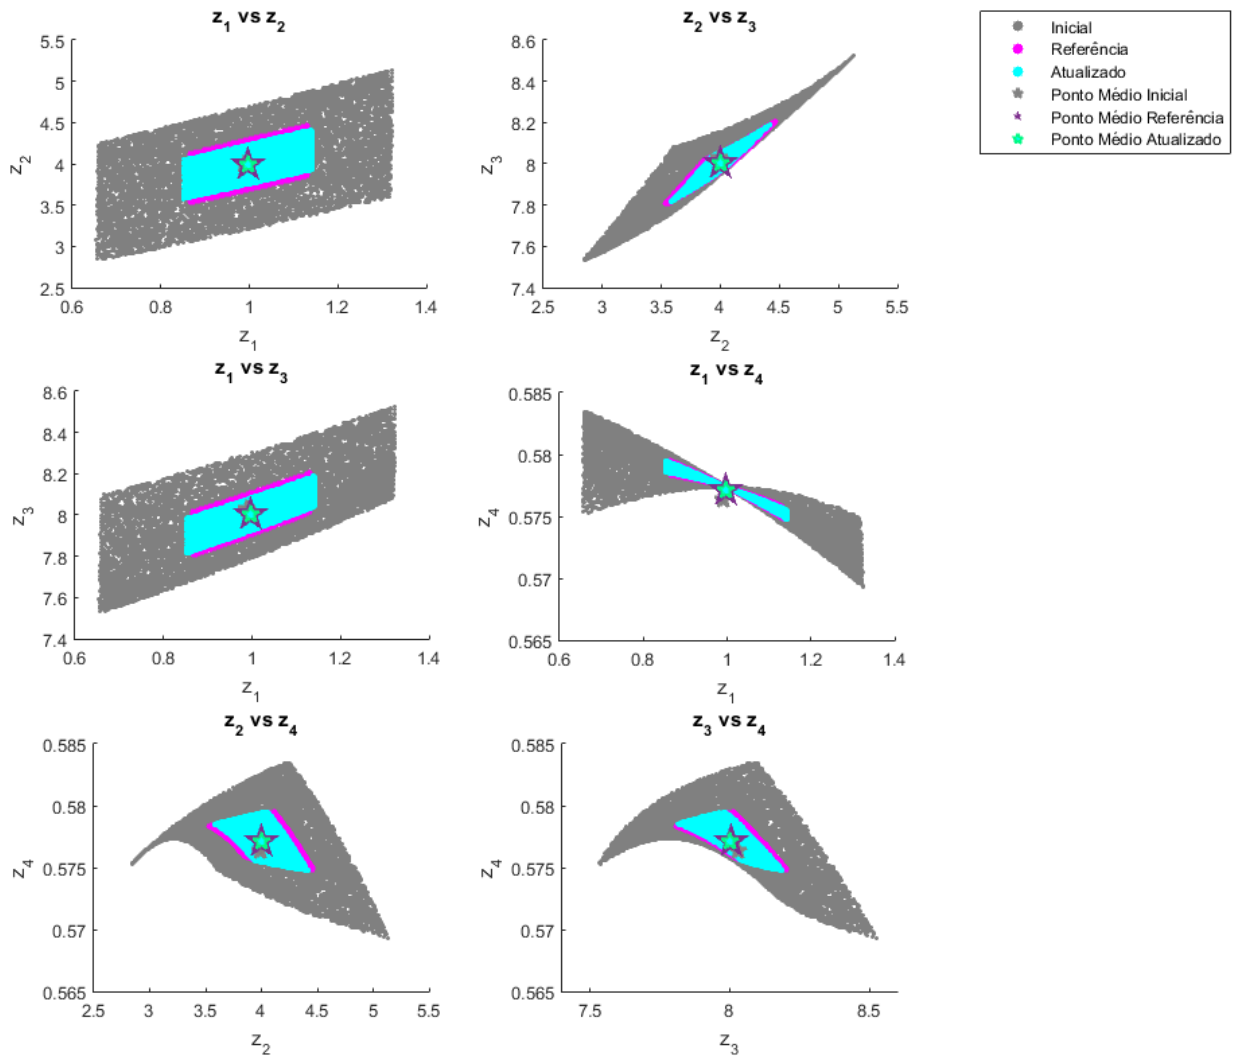 z1 vs z2
5.5
5
4.5
4
3.5
3
2.5
z2
0.6 0.8 1 1.2 1.4
z1
z2 vs z3
8.6
8.4
8.2
8
7.8
7.6
7.4
z3
2.5 3 3.5 4 4.5 5 5.5
z2
Inicial
Referência
Atualizado
Ponto Médio Inicial
Ponto Médio Referência
Ponto Médio Atualizado
z1 vs z3
8.6
8.4
8.2
8
7.8
7.6
7.4
z3
0.6 0.8 1 1.2 1.4
z1
z1 vs z4
0.585
0.58
0.575
0.57
0.565
z4
0.6 0.8 1 1.2 1.4
z1
z2 vs z4
0.585
0.58
0.575
0.57
0.565
z4
2.5 3 3.5 4 4.5 5 5.5
z2
z3 vs z4
0.585
0.58
0.575
0.57
0.565
z4
7.5 8 8.5
z3